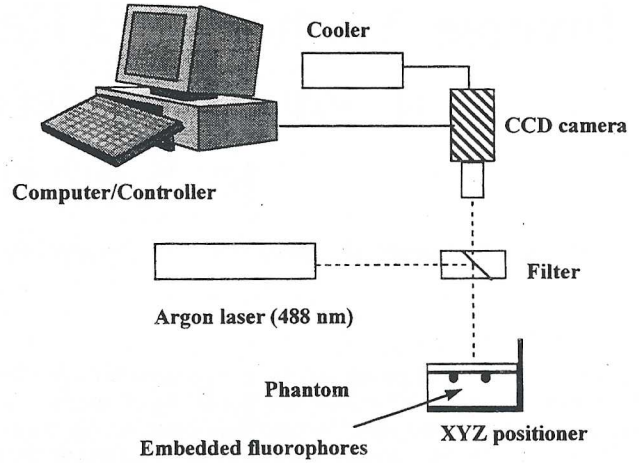 Cooler
CCD camera
Computer/Controller
Filter
Argon laser (488 nm)
Phantom
XYZ positioner
Embedded fluorophores